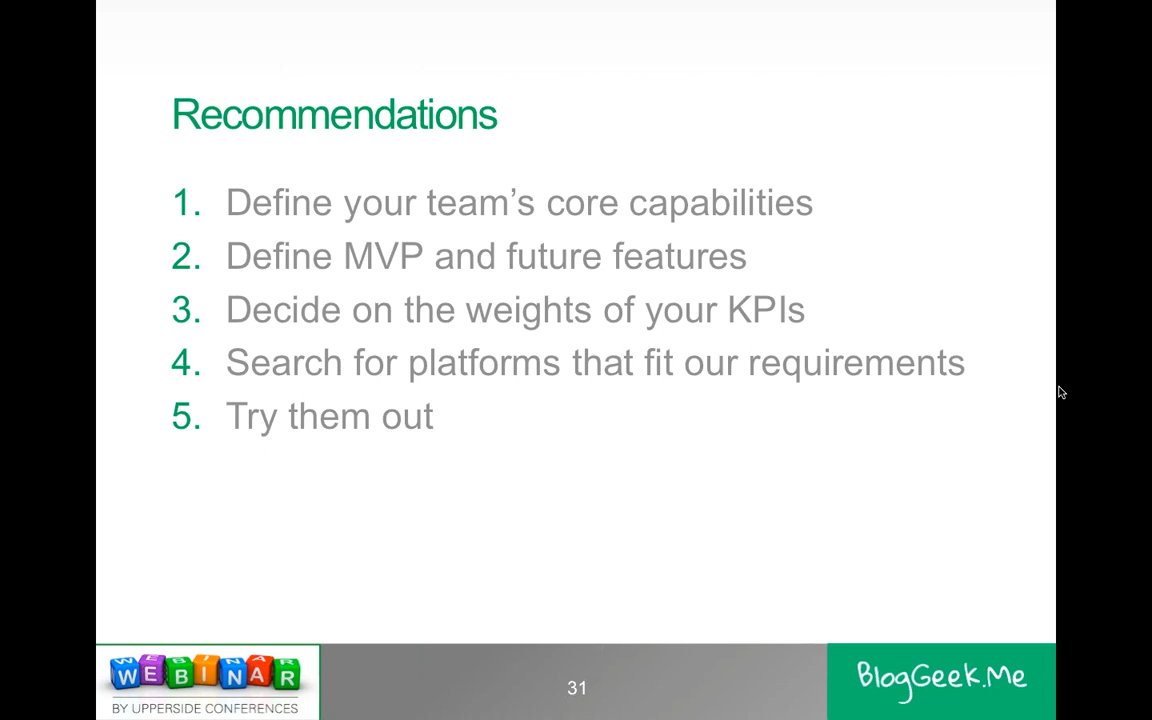 Recommendations
1. Define your team's core capabilities
2. Define MVP and future features
3. Decide on the weights of your KPIs
4. Search for platforms that fit our requirements
5. Try them out
WEBINAR
BY UPPERSIDE CONFERENCES
31
BlogGeek.Me